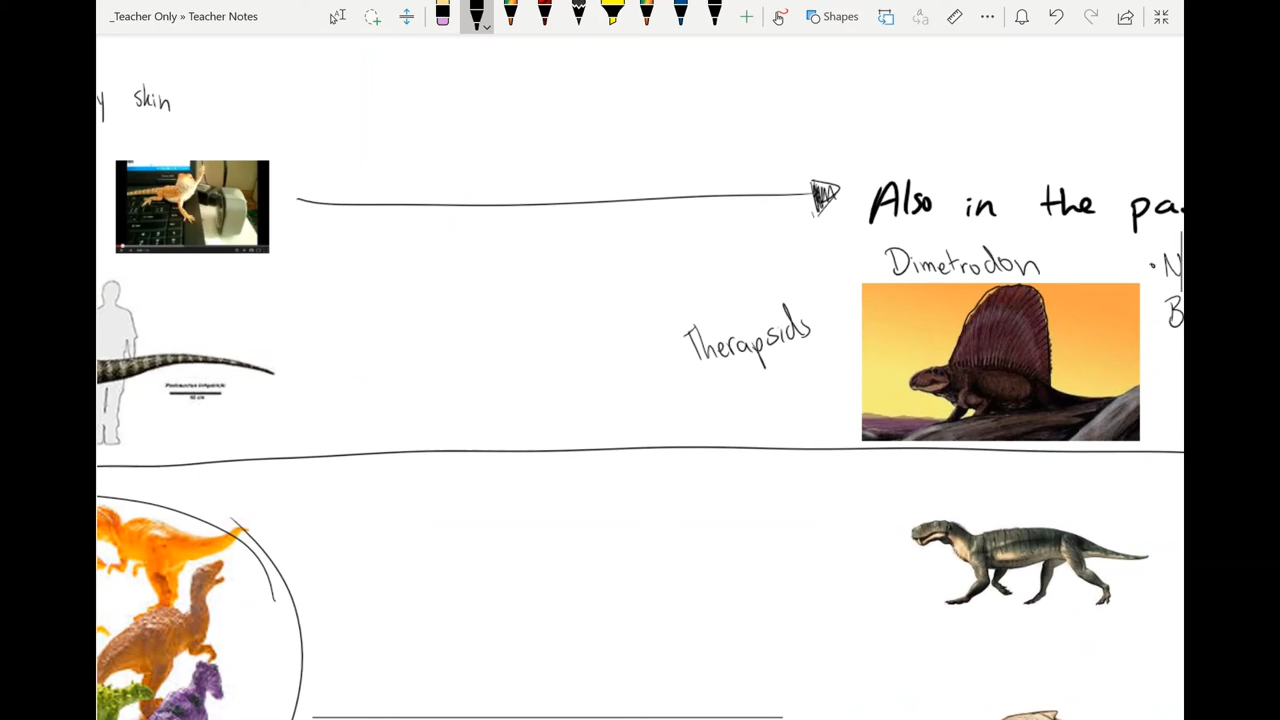 _Teacher Only » Teacher Notes
Shapes
y skin
Also in the pa
Dimetrodon
• N
B
Therapsids